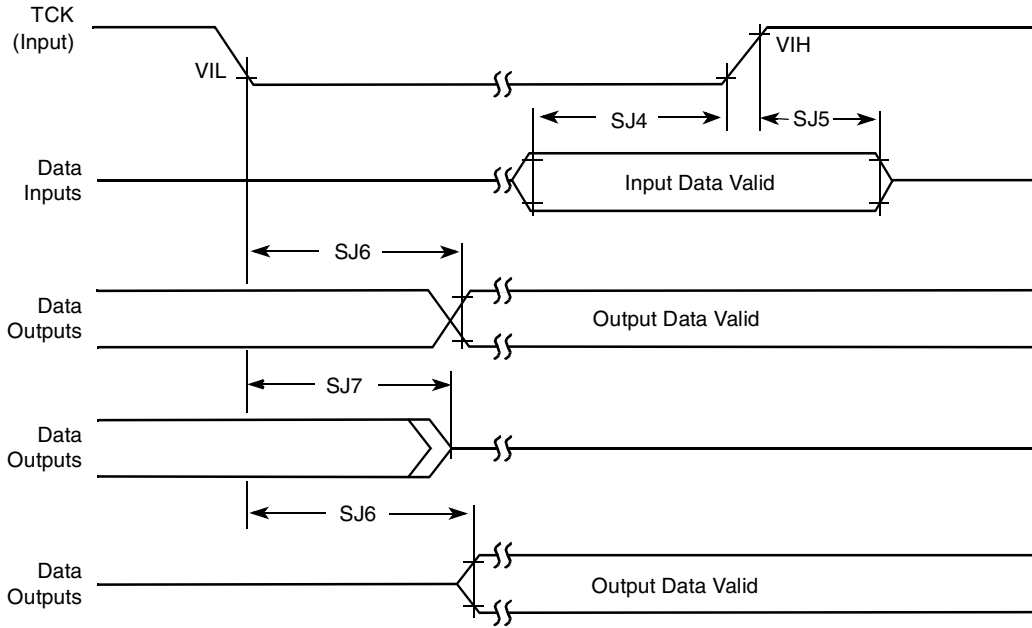 TCK
(Input)
VIL
VIH
SJ4
SJ5
Data
Inputs
Input Data Valid
SJ6
Data
Outputs
Output Data Valid
SJ7
Data
Outputs
SJ6
Data
Outputs
Output Data Valid